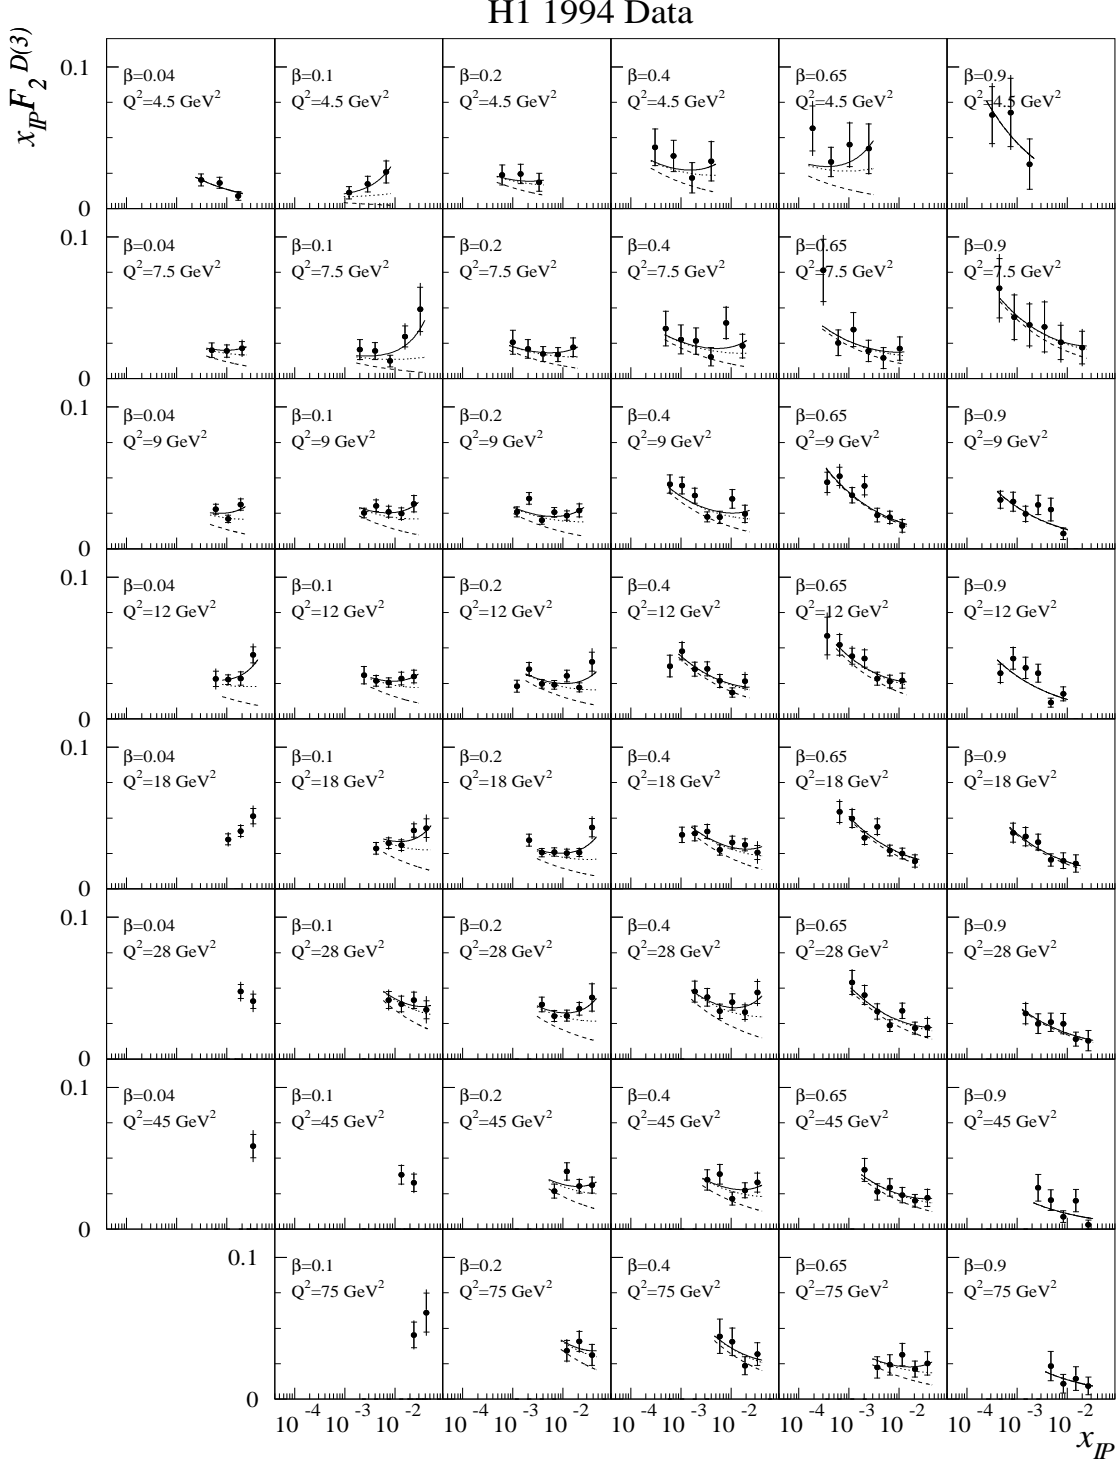 H1 1994 Data
x_IP F_2^D(3)
0.1
β=0.04 β=0.1 β=0.2 β=0.4 β=0.65 β=0.9
Q²=4.5 GeV² Q²=4.5 GeV² Q²=4.5 GeV² Q²=4.5 GeV² Q²=4.5 GeV² Q²=4.5 GeV²
0
0.1
β=0.04 β=0.1 β=0.2 β=0.4 β=0.65 β=0.9
Q²=7.5 GeV² Q²=7.5 GeV² Q²=7.5 GeV² Q²=7.5 GeV² Q²=7.5 GeV² Q²=7.5 GeV²
0
0.1
β=0.04 β=0.1 β=0.2 β=0.4 β=0.65 β=0.9
Q²=9 GeV² Q²=9 GeV² Q²=9 GeV² Q²=9 GeV² Q²=9 GeV² Q²=9 GeV²
0
0.1
β=0.04 β=0.1 β=0.2 β=0.4 β=0.65 β=0.9
Q²=12 GeV² Q²=12 GeV² Q²=12 GeV² Q²=12 GeV² Q²=12 GeV² Q²=12 GeV²
0
0.1
β=0.04 β=0.1 β=0.2 β=0.4 β=0.65 β=0.9
Q²=18 GeV² Q²=18 GeV² Q²=18 GeV² Q²=18 GeV² Q²=18 GeV² Q²=18 GeV²
0
0.1
β=0.04 β=0.1 β=0.2 β=0.4 β=0.65 β=0.9
Q²=28 GeV² Q²=28 GeV² Q²=28 GeV² Q²=28 GeV² Q²=28 GeV² Q²=28 GeV²
0
0.1
β=0.04 β=0.1 β=0.2 β=0.4 β=0.65 β=0.9
Q²=45 GeV² Q²=45 GeV² Q²=45 GeV² Q²=45 GeV² Q²=45 GeV² Q²=45 GeV²
0
0.1
β=0.1 β=0.2 β=0.4 β=0.65 β=0.9
Q²=75 GeV² Q²=75 GeV² Q²=75 GeV² Q²=75 GeV² Q²=75 GeV²
0
10⁻⁴ 10⁻³ 10⁻² 10⁻⁴ 10⁻³ 10⁻² 10⁻⁴ 10⁻³ 10⁻² 10⁻⁴ 10⁻³ 10⁻² 10⁻⁴ 10⁻³ 10⁻²
x_IP